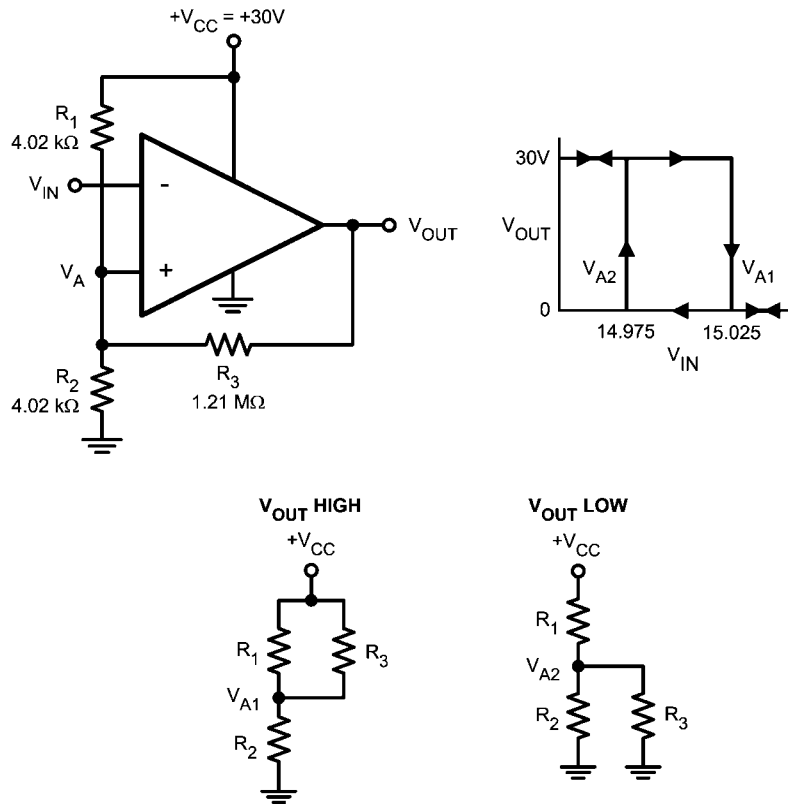 +VCC = +30V
R1
4.02 kΩ
VIN
-
VOUT
VA
+
R3
1.21 MΩ
R2
4.02 kΩ
30V
VOUT
VA2
VA1
0
14.975
15.025
VIN
VOUT HIGH
+VCC
R1
R3
VA1
R2
VOUT LOW
+VCC
R1
VA2
R2
R3